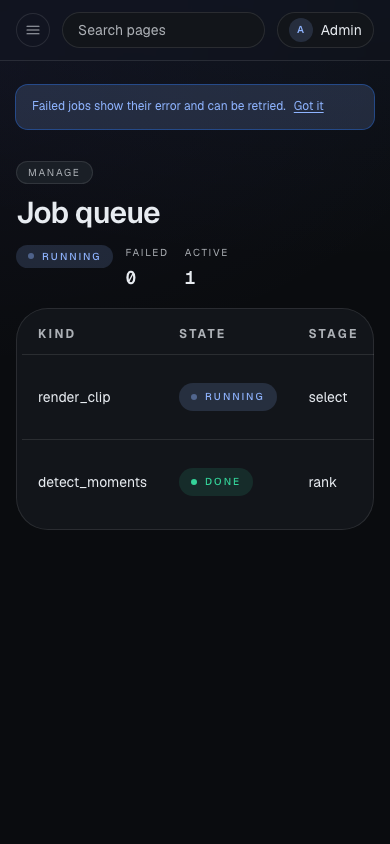 Search pages
A
Admin
Failed jobs show their error and can be retried. Got it
MANAGE
Job queue
RUNNING
FAILED
0
ACTIVE
1
KIND STATE STAGE
render_clip RUNNING select
detect_moments DONE rank